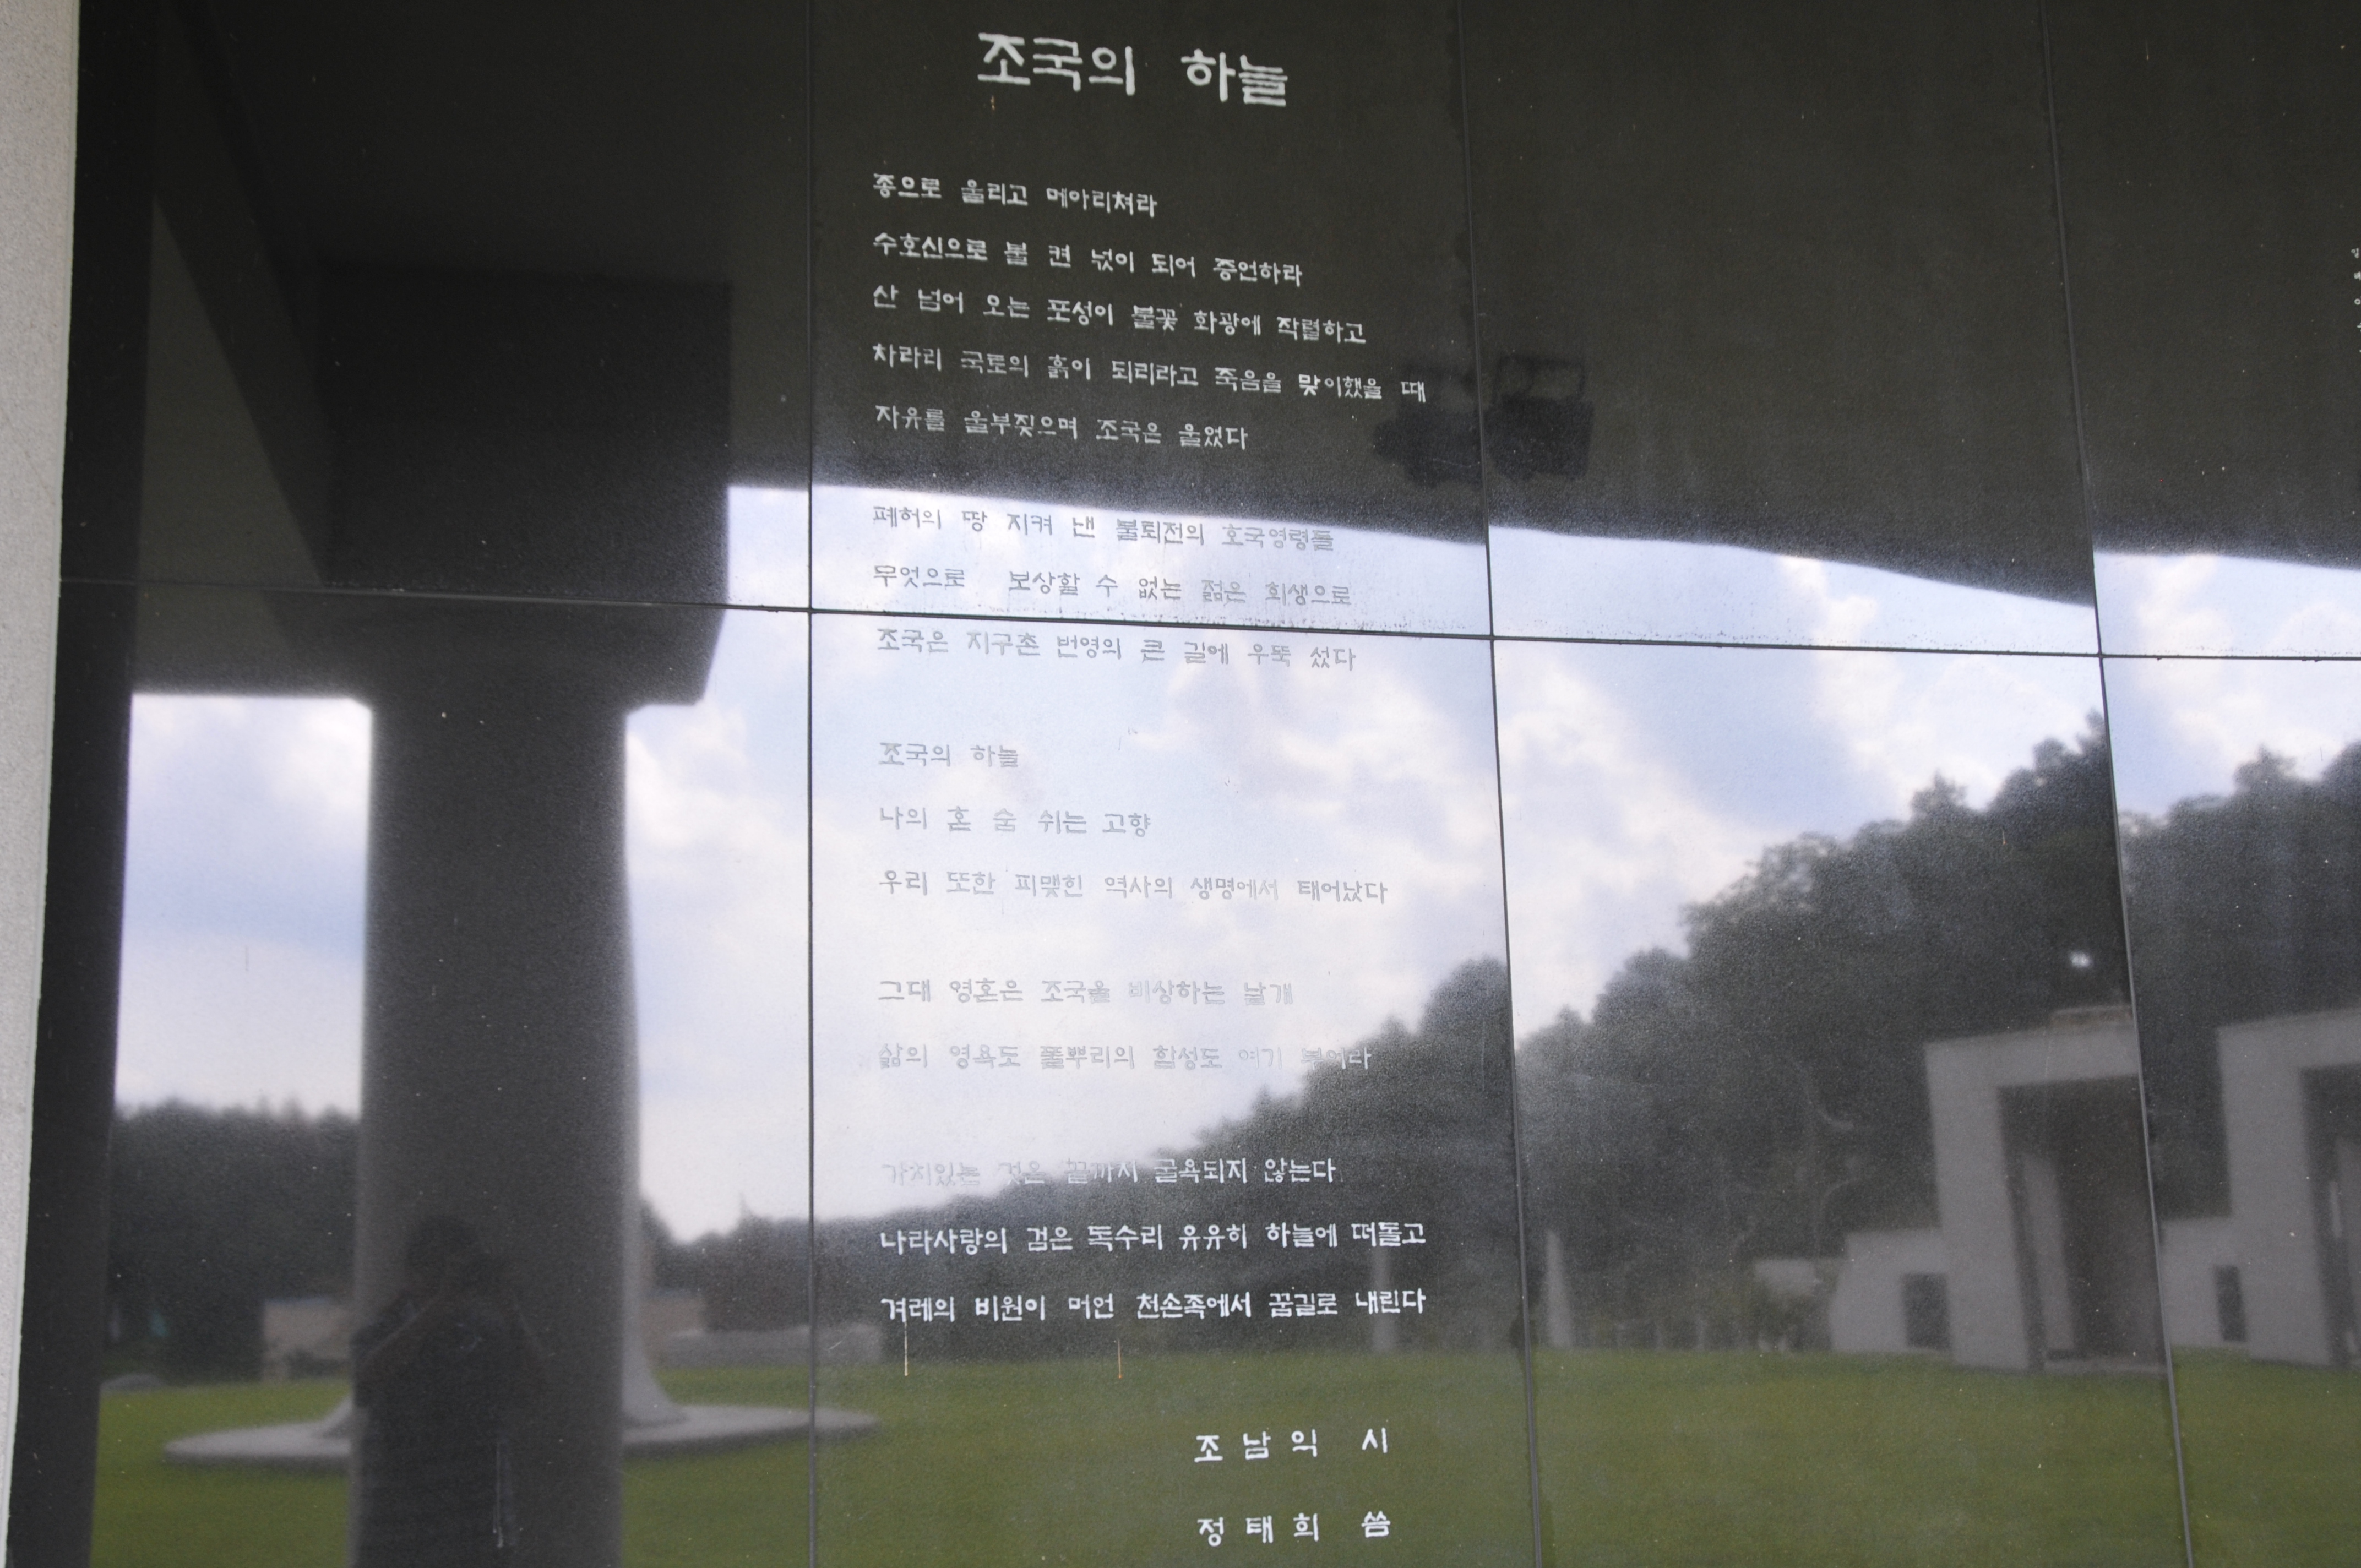 조국의 하늘
종으로 울리고 메아리쳐라
수호신으로 불 켠 넋이 되어 증언하라
산 넘어 오는 포성이 불꽃 화광에 작렬하고
차라리 국토의 흙이 되리라고 죽음을 맞이했을 때
자유를 울부짖으며 조국은 울었다
폐허의 땅 지켜 낸 불퇴전의 호국영령들
무엇으로 보상할 수 없는 젊은 희생으로
조국은 지구촌 번영의 큰 길에 우뚝 섰다
조국의 하늘
나의 혼 숨 쉬는 고향
우리 또한 피맺힌 역사의 생명에서 태어났다
그대 영혼은 조국을 비상하는 날개
삶의 영욕도 풀뿌리의 함성도 여기
가치있는 것은 끝까지 굴욕되지 않는다
나라사랑의 검은 독수리 유유히 하늘에 떠돌고
겨레의 비원이 머언 천손족에서 꿈길로 내린다
조남익 시
정태희 씀